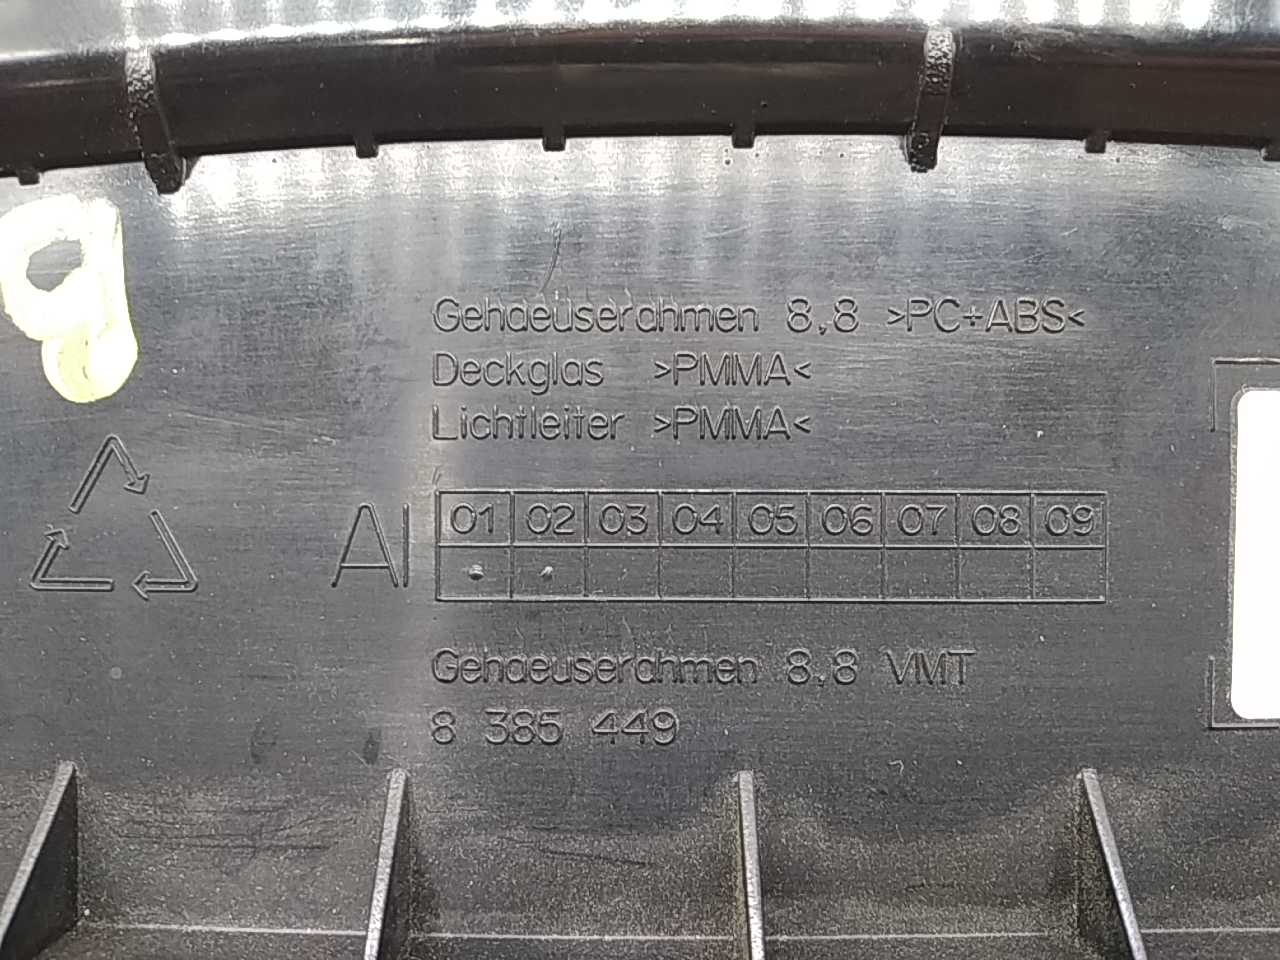 Gehaeuserahmen 8,8 >PC+ABS<
Deckglas >PMMA<
Lichtleiter >PMMA<
AI 01 02 03 04 05 06 07 08 09
Gehaeuserahmen 8,8 VMT
8 385 449